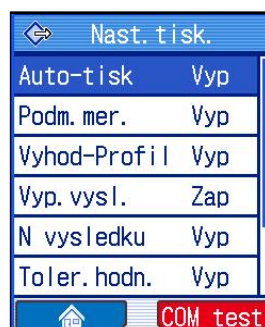 Nast.tisk.
Auto-tisk Vyp
Podm.mer. Vyp
Vyhod-Profil Vyp
Vyp.vysl. Zap
N vysledku Vyp
Toler.hodn. Vyp
COM test